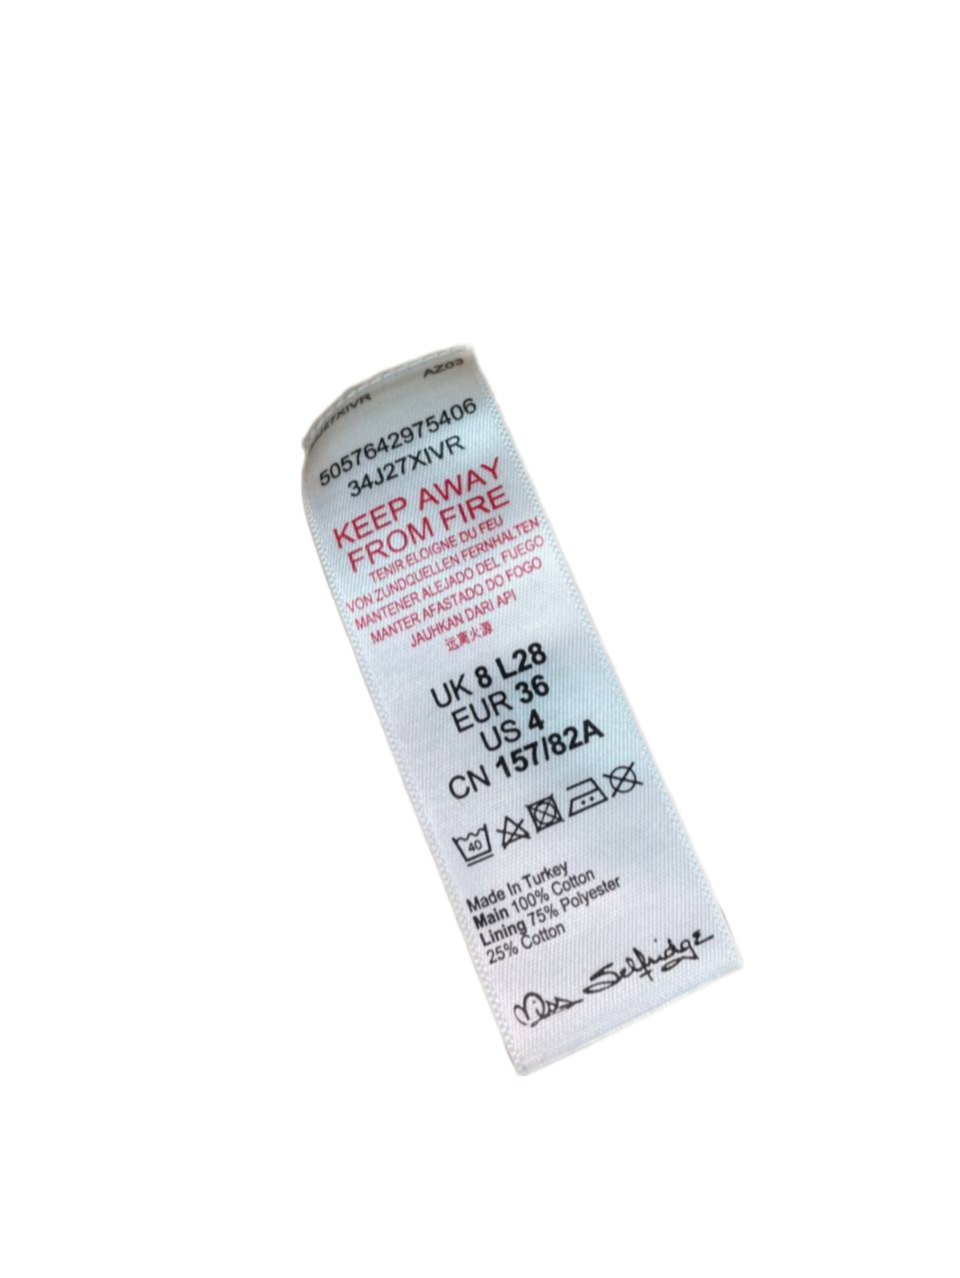 AZ03
5057642975406
34J27XIVR
KEEP AWAY
FROM FIRE
TENIR ELOIGNE DU FEU
VON ZUNDQUELLEN FERNHALTEN
MANTENER ALEJADO DEL FUEGO
MANTER AFASTADO DO FOGO
JAUHKAN DARI API
远离火源
UK 8 L28
EUR 36
US 4
CN 157/82A
40
Made In Turkey
Main 100% Cotton
Lining 75% Polyester
25% Cotton
Miss Selfridge